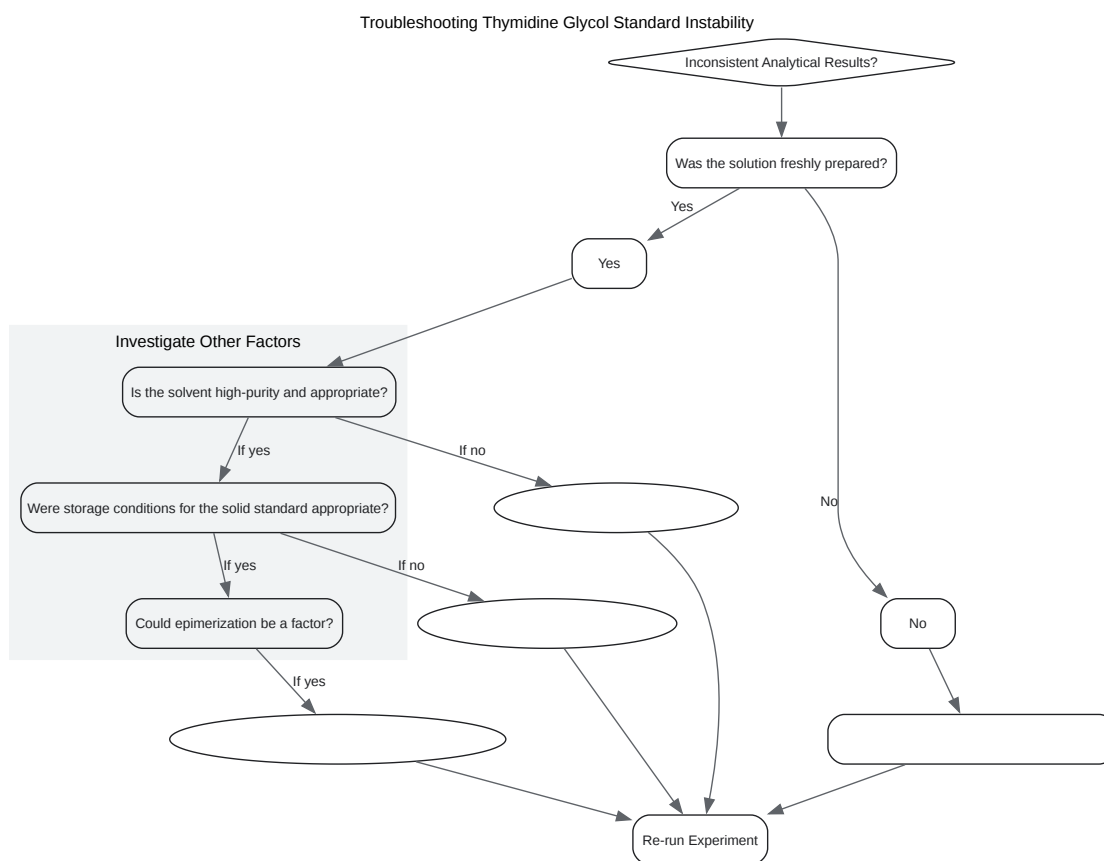 Troubleshooting Thymidine Glycol Standard Instability
Inconsistent Analytical Results?
Was the solution freshly prepared?
Yes
Yes
Investigate Other Factors
Is the solvent high-purity and appropriate?
If yes
If no
Were storage conditions for the solid standard appropriate?
No
If yes
If no
Could epimerization be a factor?
No
If yes
Re-run Experiment